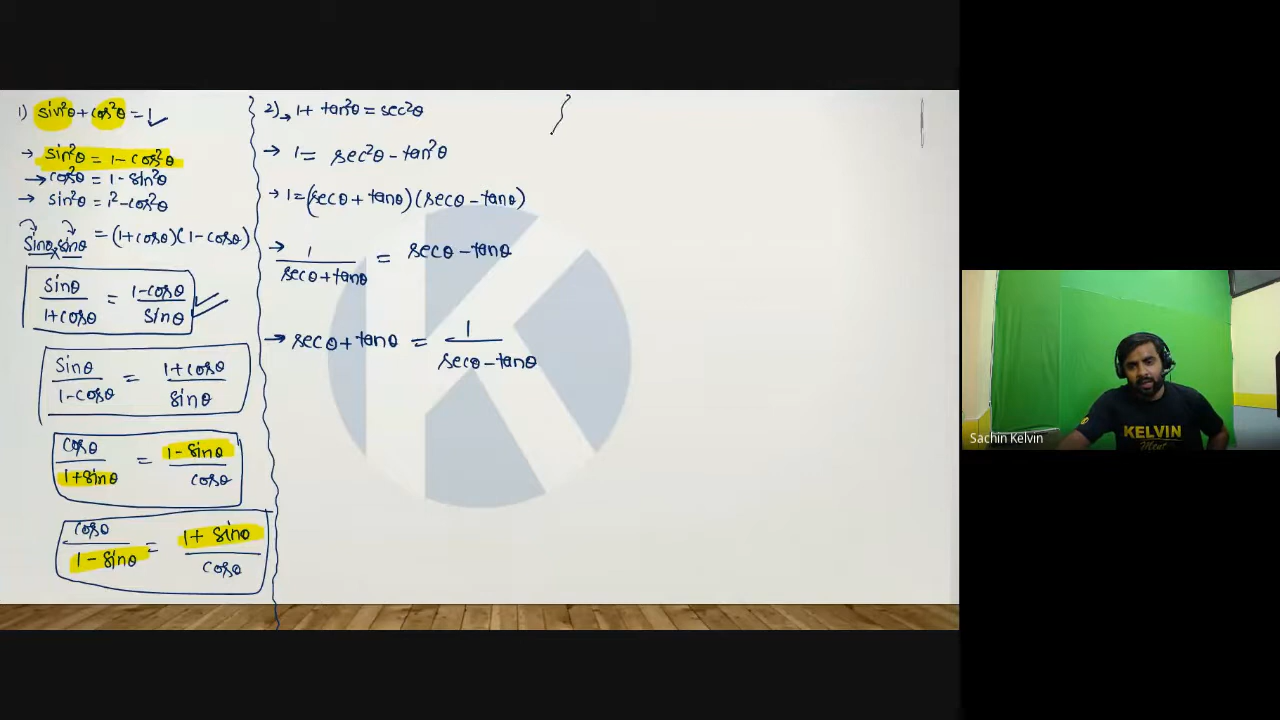 1) sin²θ + cos²θ = 1 ✓
→ sin²θ = 1 - cos²θ
→ cos²θ = 1 - sin²θ
→ sin²θ = 1² - cos²θ
sinθ × sinθ = (1 + cosθ)(1 - cosθ)
sinθ/1+cosθ = 1-cosθ/sinθ
sinθ/1-cosθ = 1+cosθ/sinθ
cosθ/1+sinθ = 1-sinθ/cosθ
cosθ/1-sinθ = 1+sinθ/cosθ
2) → 1 + tan²θ = sec²θ
→ 1 = sec²θ - tan²θ
→ 1 = (secθ + tanθ)(secθ - tanθ)
→ 1/secθ+tanθ = secθ - tanθ
→ secθ + tanθ = 1/secθ-tanθ
KELVIN
Sachin Kelvin